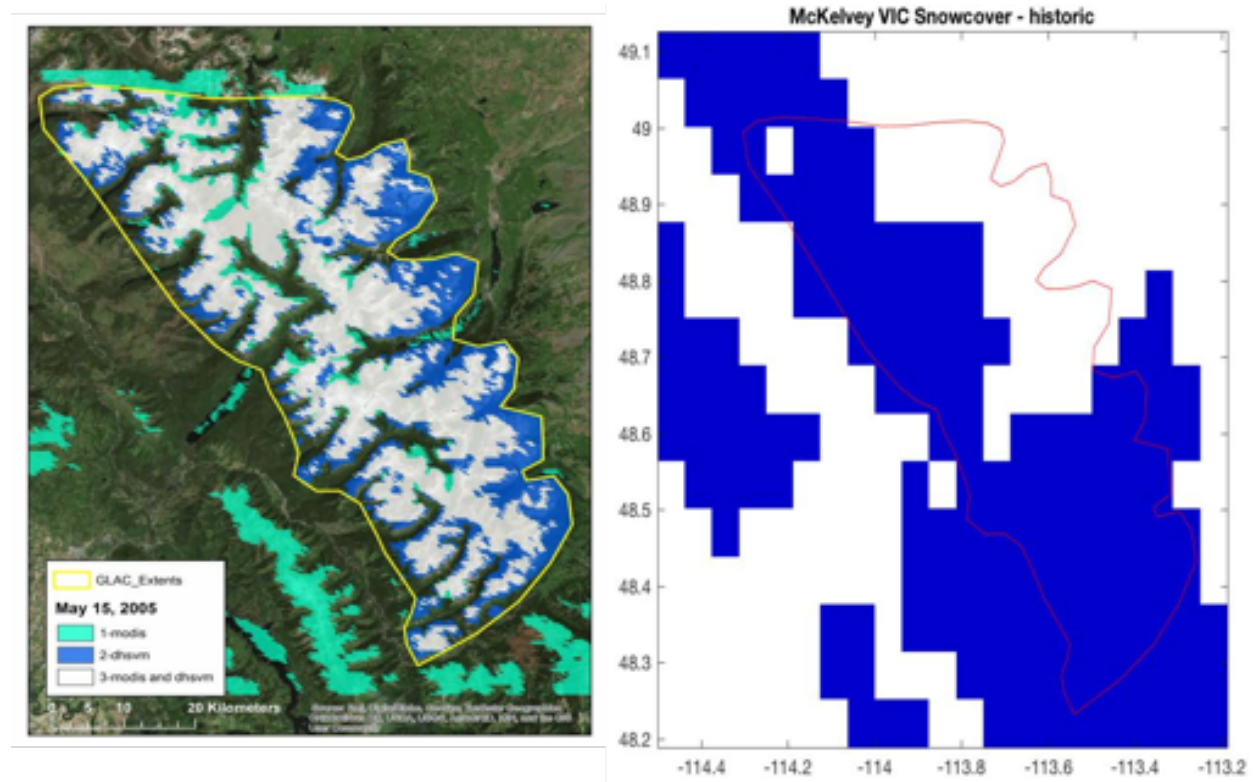 McKelvey VIC Snowcover - historic
GLAC_Extents
May 15, 2005
1-modis
2-dhsvm
3-modis and dhsvm
0 5 10 20 Kilometers
49.1
49
48.9
48.8
48.7
48.6
48.5
48.4
48.3
48.2
-114.4 -114.2 -114 -113.8 -113.6 -113.4 -113.2